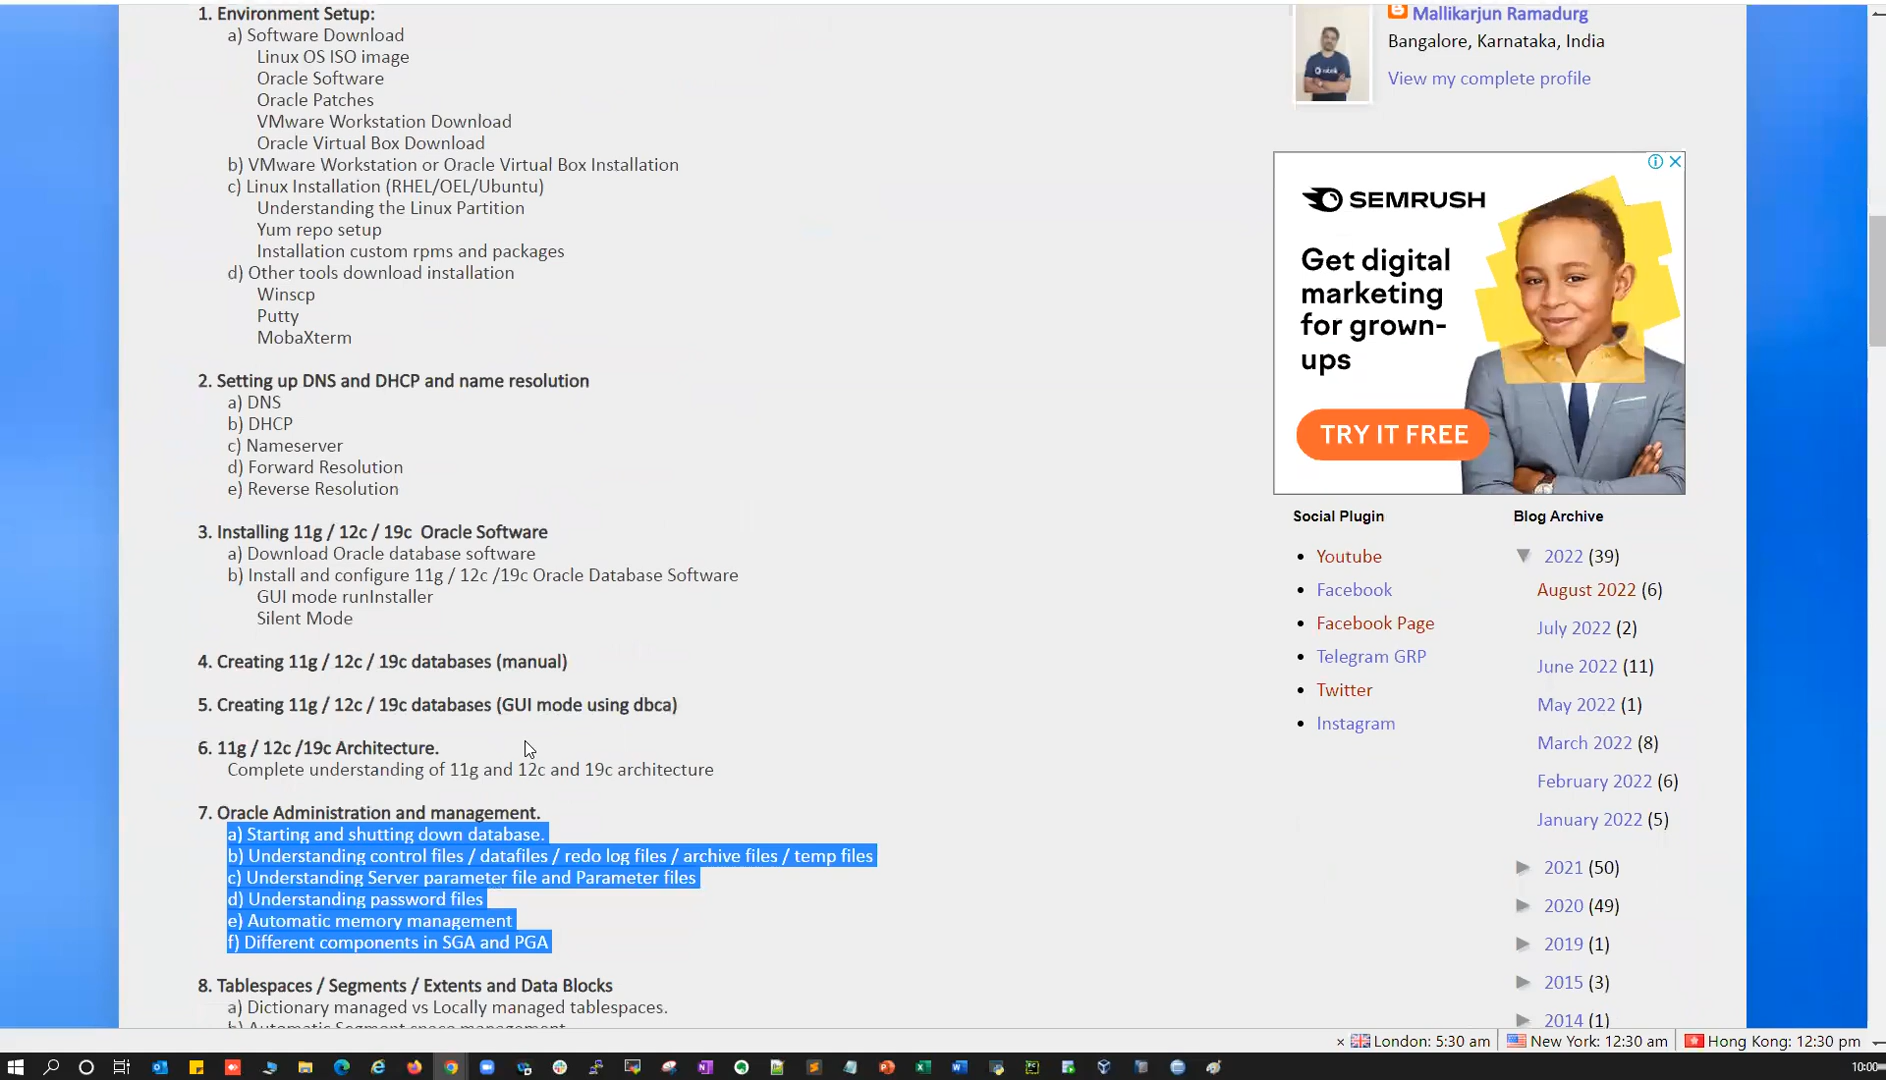 1. Environment Setup:
a) Software Download
Linux OS ISO image
Oracle Software
Oracle Patches
VMware Workstation Download
Oracle Virtual Box Download
b) VMware Workstation or Oracle Virtual Box Installation
c) Linux Installation (RHEL/OEL/Ubuntu)
Understanding the Linux Partition
Yum repo setup
Installation custom rpms and packages
d) Other tools download installation
Winscp
Putty
MobaXterm
2. Setting up DNS and DHCP and name resolution
a) DNS
b) DHCP
c) Nameserver
d) Forward Resolution
e) Reverse Resolution
3. Installing 11g / 12c / 19c Oracle Software
a) Download Oracle database software
b) Install and configure 11g / 12c /19c Oracle Database Software
GUI mode runInstaller
Silent Mode
4. Creating 11g / 12c / 19c databases (manual)
5. Creating 11g / 12c / 19c databases (GUI mode using dbca)
6. 11g / 12c /19c Architecture.
Complete understanding of 11g and 12c and 19c architecture
7. Oracle Administration and management.
a) Starting and shutting down database.
b) Understanding control files / datafiles / redo log files / archive files / temp files
c) Understanding Server parameter file and Parameter files
d) Understanding password files
e) Automatic memory management
f) Different components in SGA and PGA
8. Tablespaces / Segments / Extents and Data Blocks
a) Dictionary managed vs Locally managed tablespaces.
b) Automatic Segment space management
Mallikarjun Ramadurg
Bangalore, Karnataka, India
View my complete profile
SEMRUSH
Get digital
marketing
for grown-
ups
TRY IT FREE
Social Plugin
Youtube
Facebook
Facebook Page
Telegram GRP
Twitter
Instagram
Blog Archive
2022 (39)
August 2022 (6)
July 2022 (2)
June 2022 (11)
May 2022 (1)
March 2022 (8)
February 2022 (6)
January 2022 (5)
2021 (50)
2020 (49)
2019 (1)
2015 (3)
2014 (1)
London: 5:30 am
New York: 12:30 am
Hong Kong: 12:30 pm
10:00